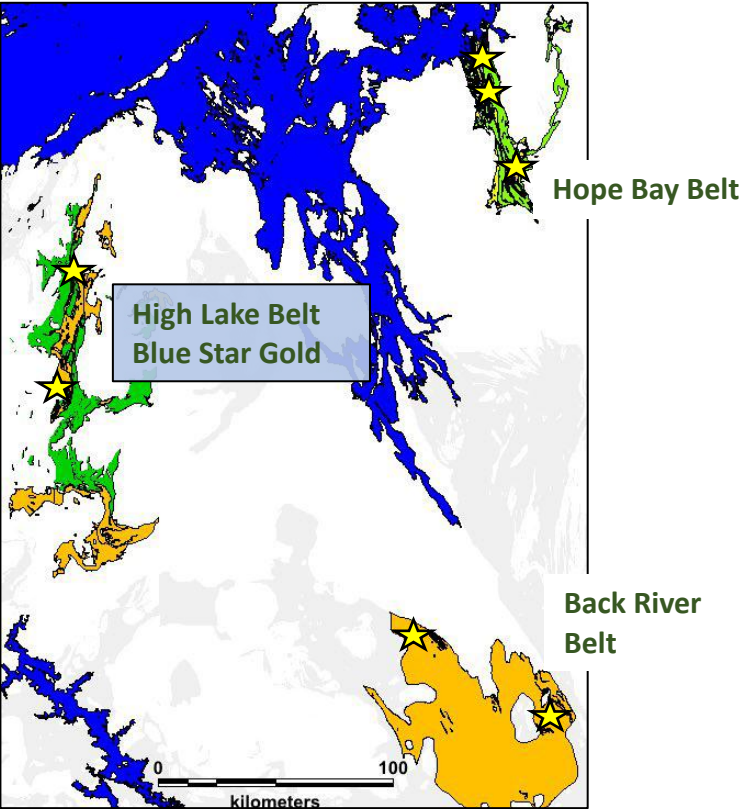 Hope Bay Belt
High Lake Belt
Blue Star Gold
Back River
Belt
0 100
kilometers